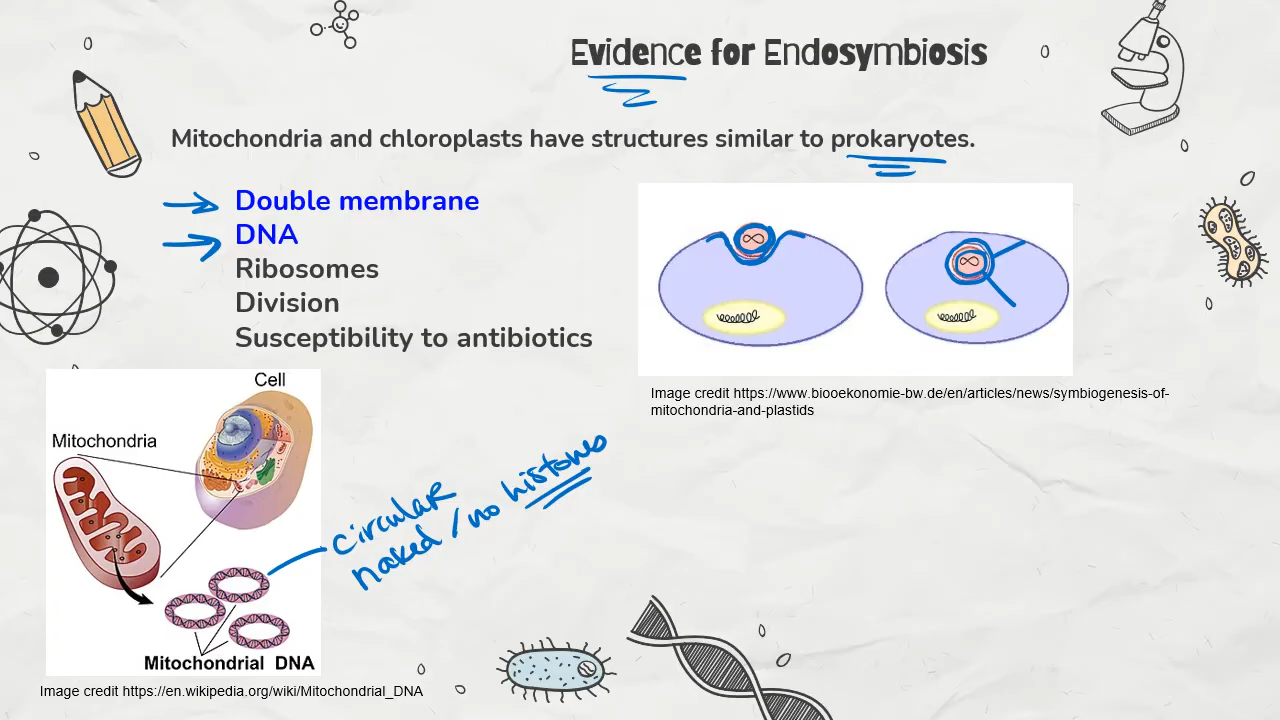 Evidence for Endosymbiosis
Mitochondria and chloroplasts have structures similar to prokaryotes.
Double membrane
DNA
Ribosomes
Division
Susceptibility to antibiotics
Image credit https://www.biooekonomie-bw.de/en/articles/news/symbiogenesis-of-
mitochondria-and-plastids
Cell
Mitochondria
circular
naked / no histones
Mitochondrial DNA
Image credit https://en.wikipedia.org/wiki/Mitochondrial_DNA